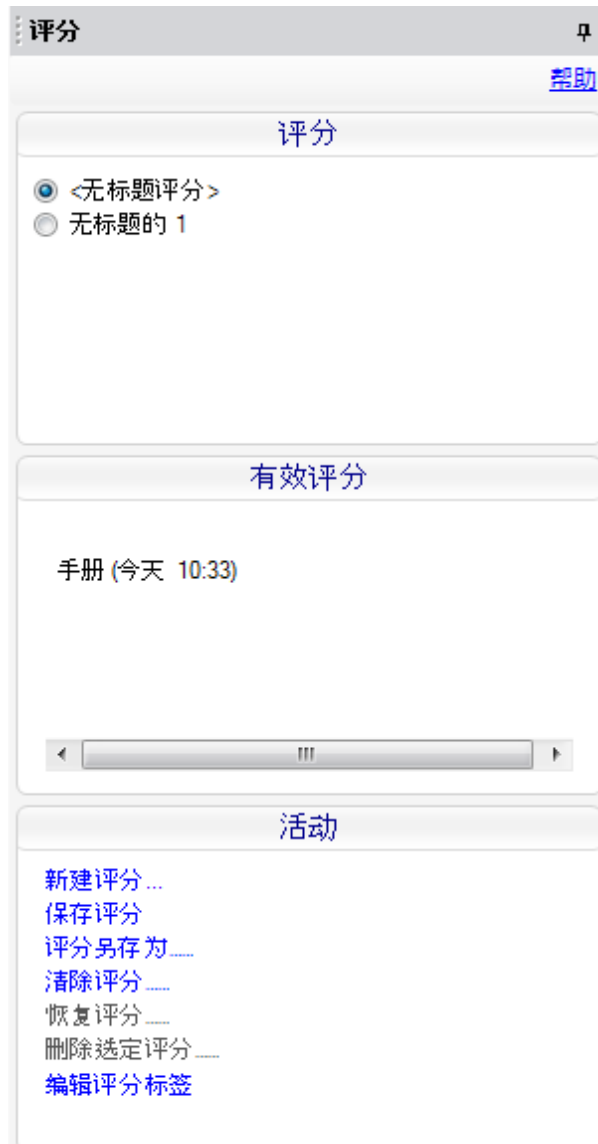 评分
帮助
评分
<无标题评分>
无标题的 1
有效评分
手册 (今天 10:33)
活动
新建评分...
保存评分
评分另存为......
清除评分......
恢复评分......
删除选定评分......
编辑评分标签